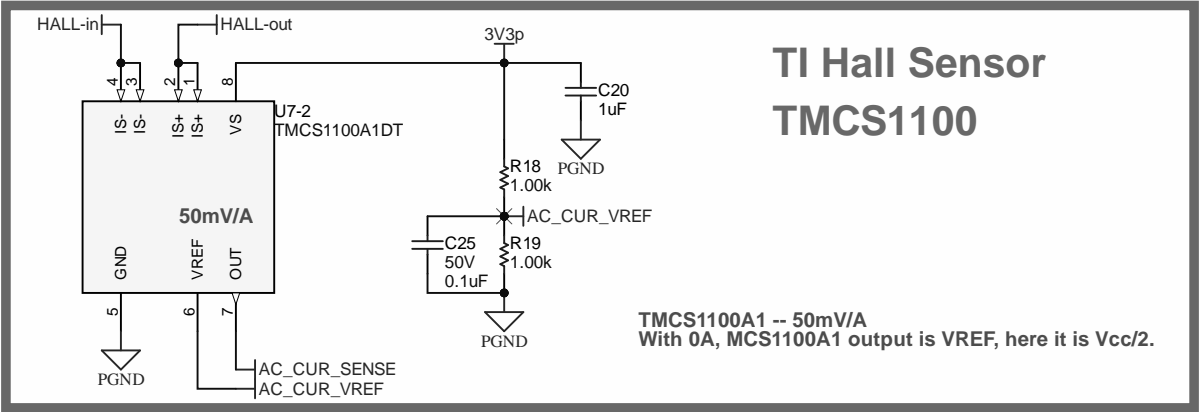 HALL-in
HALL-out
3V3p
TI Hall Sensor
TMCS1100
4
3
2
1
8
C20
1uF
U7-2
TMCS1100A1DT
IS-
IS-
IS+
IS+
VS
PGND
R18
1.00k
50mV/A
AC_CUR_VREF
C25
50V
0.1uF
R19
1.00k
GND
VREF
OUT
5
6
7
PGND
TMCS1100A1 -- 50mV/A
With 0A, MCS1100A1 output is VREF, here it is Vcc/2.
PGND
AC_CUR_SENSE
AC_CUR_VREF